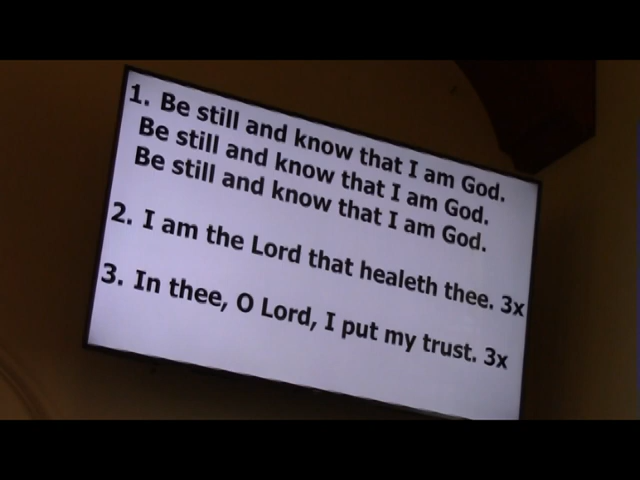 1. Be still and know that I am God.
Be still and know that I am God.
Be still and know that I am God.
2. I am the Lord that healeth thee. 3x
3. In thee, O Lord, I put my trust. 3x